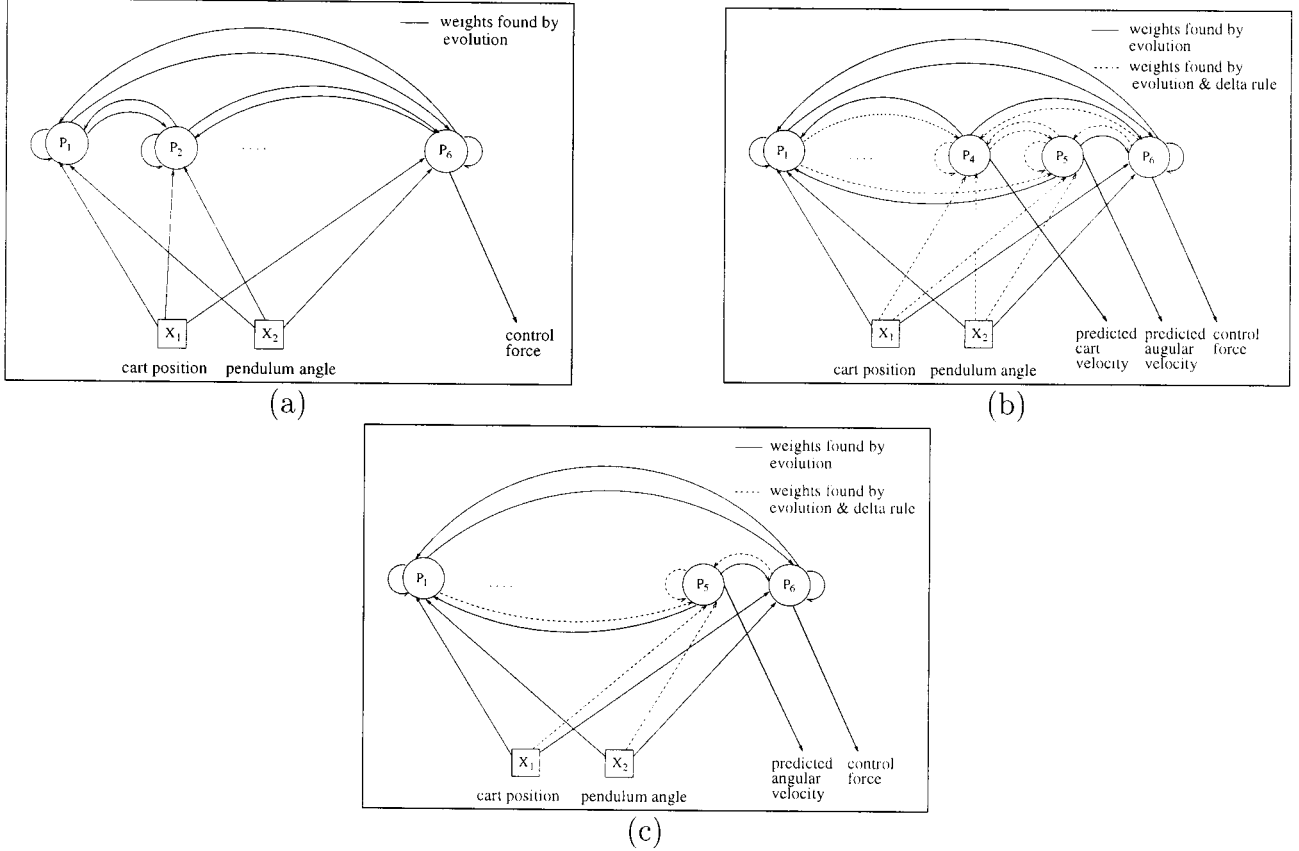 weights found by
evolution
P1
P2
....
P6
X1
X2
control
force
cart position
pendulum angle
(a)
weights found by
evolution
weights found by
evolution & delta rule
P1
....
P4
P5
P6
X1
X2
predicted
cart
velocity
predicted
augular
velocity
control
force
cart position
pendulum angle
(b)
weights found by
evolution
weights found by
evolution & delta rule
P1
....
P5
P6
X1
X2
predicted
angular
velocity
control
force
cart position
pendulum angle
(c)